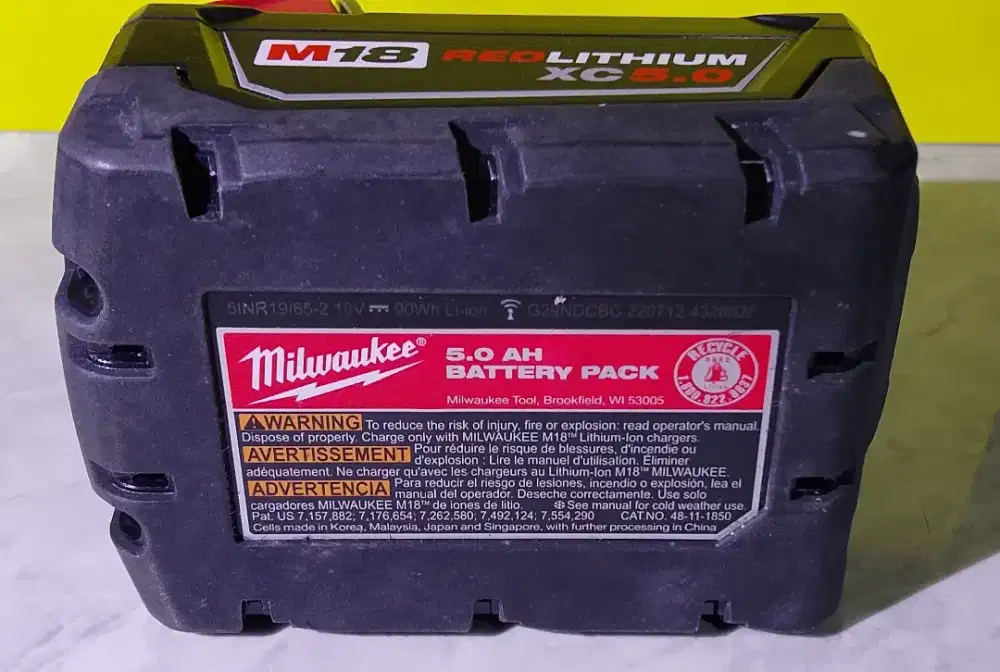 M18 REDLITHIUM
XC5.0
5INR19/65-2 18V 90Wh Li-ion G29NDCBC 220712
Milwaukee®
5.0 AH
BATTERY PACK
Milwaukee Tool, Brookfield, WI 53005
RECYCLE
RBRC
1.800.822.8837
⚠WARNING To reduce the risk of injury, fire or explosion: read operator's manual.
Dispose of properly. Charge only with MILWAUKEE M18™ Lithium-Ion chargers.
AVERTISSEMENT Pour réduire le risque de blessures, d'incendie ou
d'explosion : Lire le manuel d'utilisation. Éliminer
adéquatement. Ne charger qu'avec les chargeurs au Lithium-Ion M18™ MILWAUKEE.
ADVERTENCIA Para reducir el riesgo de lesiones, incendio o explosión, lea el
manual del operador. Deseche correctamente. Use solo
cargadores MILWAUKEE M18™ de iones de litio. ❄See manual for cold weather use.
Pat. US 7,157,882; 7,176,654; 7,262,580; 7,492,124; 7,554,290 CAT.NO. 48-11-1850
Cells made in Korea, Malaysia, Japan and Singapore, with further processing in China